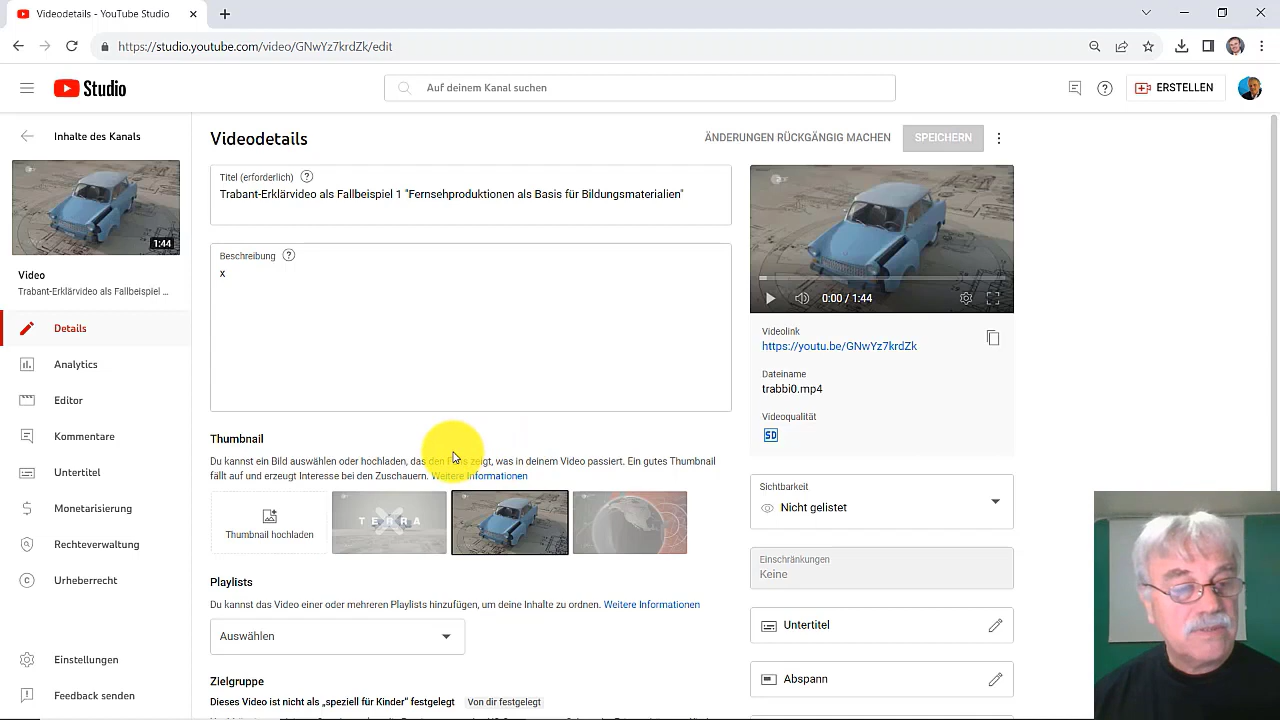 Videodetails - YouTube Studio
https://studio.youtube.com/video/GNwYz7krdZk/edit
Studio
Auf deinem Kanal suchen
ERSTELLEN
Inhalte des Kanals
1:44
Video
Trabant-Erklärvideo als Fallbeispiel ...
Details
Analytics
Editor
Kommentare
Untertitel
Monetarisierung
Rechteverwaltung
Urheberrecht
Einstellungen
Feedback senden
Videodetails
ÄNDERUNGEN RÜCKGÄNGIG MACHEN
SPEICHERN
Titel (erforderlich)
Trabant-Erklärvideo als Fallbeispiel 1 "Fernsehproduktionen als Basis für Bildungsmaterialien"
Beschreibung
x
Thumbnail
Du kannst ein Bild auswählen oder hochladen, das den Fans zeigt, was in deinem Video passiert. Ein gutes Thumbnail
fällt auf und erzeugt Interesse bei den Zuschauern. Weitere Informationen
Thumbnail hochladen
TERRA
Playlists
Du kannst das Video einer oder mehreren Playlists hinzufügen, um deine Inhalte zu ordnen. Weitere Informationen
Auswählen
Zielgruppe
Dieses Video ist nicht als „speziell für Kinder" festgelegt
Von dir festgelegt
0:00 / 1:44
Videolink
https://youtu.be/GNwYz7krdZk
Dateiname
trabbi0.mp4
Videoqualität
SD
Sichtbarkeit
Nicht gelistet
Einschränkungen
Keine
Untertitel
Abspann